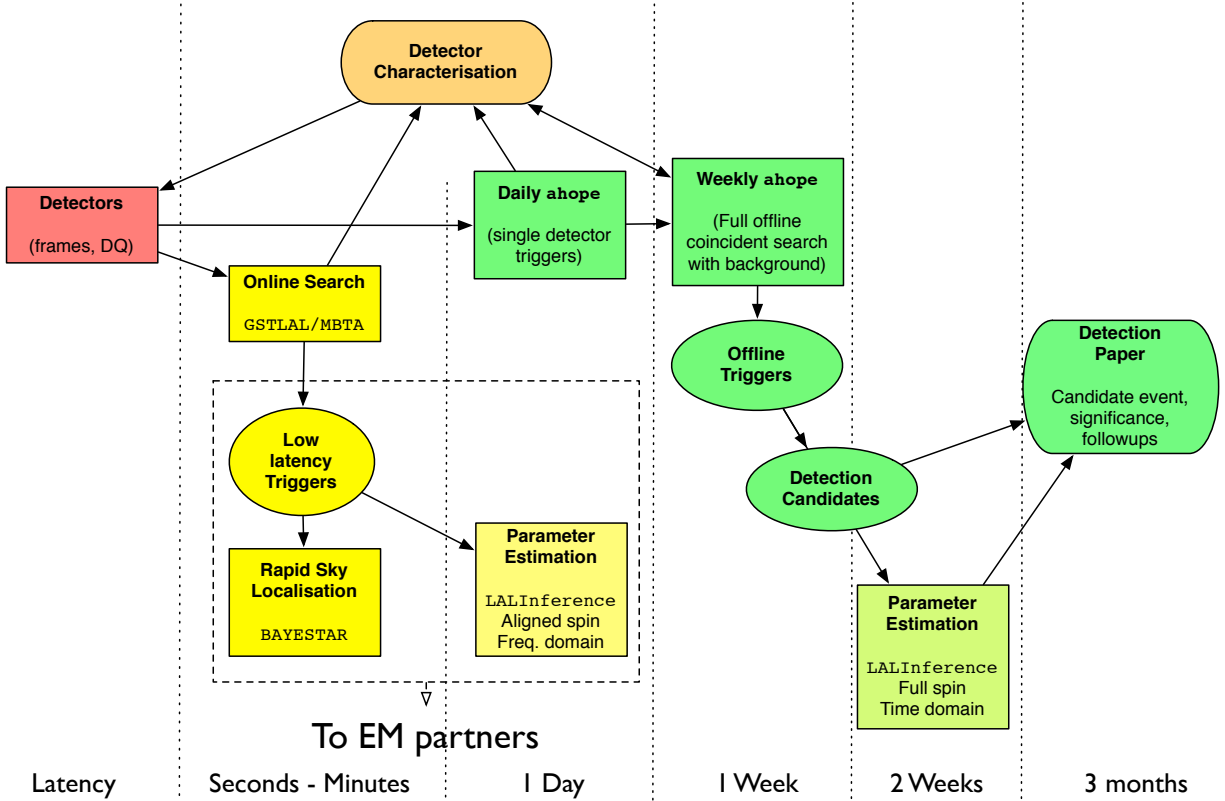 Detector
Characterisation
Detectors
(frames, DQ)
Daily ahope
(single detector
triggers)
Weekly ahope
(Full offline
coincident search
with background)
Online Search
GSTLAL/MBTA
Offline
Triggers
Detection
Paper
Candidate event,
significance,
followups
Low
latency
Triggers
Detection
Candidates
Rapid Sky
Localisation
BAYESTAR
Parameter
Estimation
LALInference
Aligned spin
Freq. domain
Parameter
Estimation
LALInference
Full spin
Time domain
To EM partners
Latency
Seconds - Minutes
1 Day
1 Week
2 Weeks
3 months